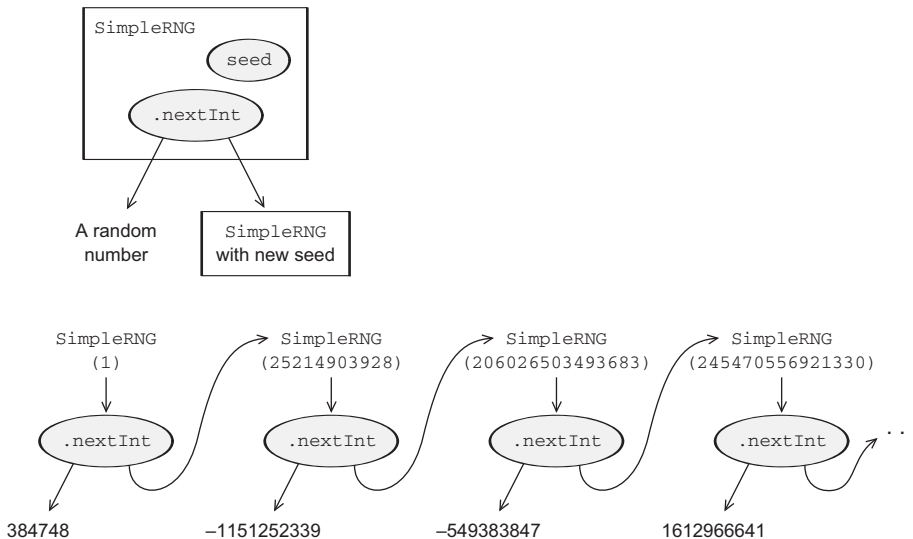 SimpleRNG
seed
.nextInt
A random
number
SimpleRNG
with new seed
SimpleRNG
(1)
SimpleRNG
(25214903928)
SimpleRNG
(206026503493683)
SimpleRNG
(245470556921330)
.nextInt
.nextInt
.nextInt
.nextInt
. .
384748
–1151252339
–549383847
1612966641